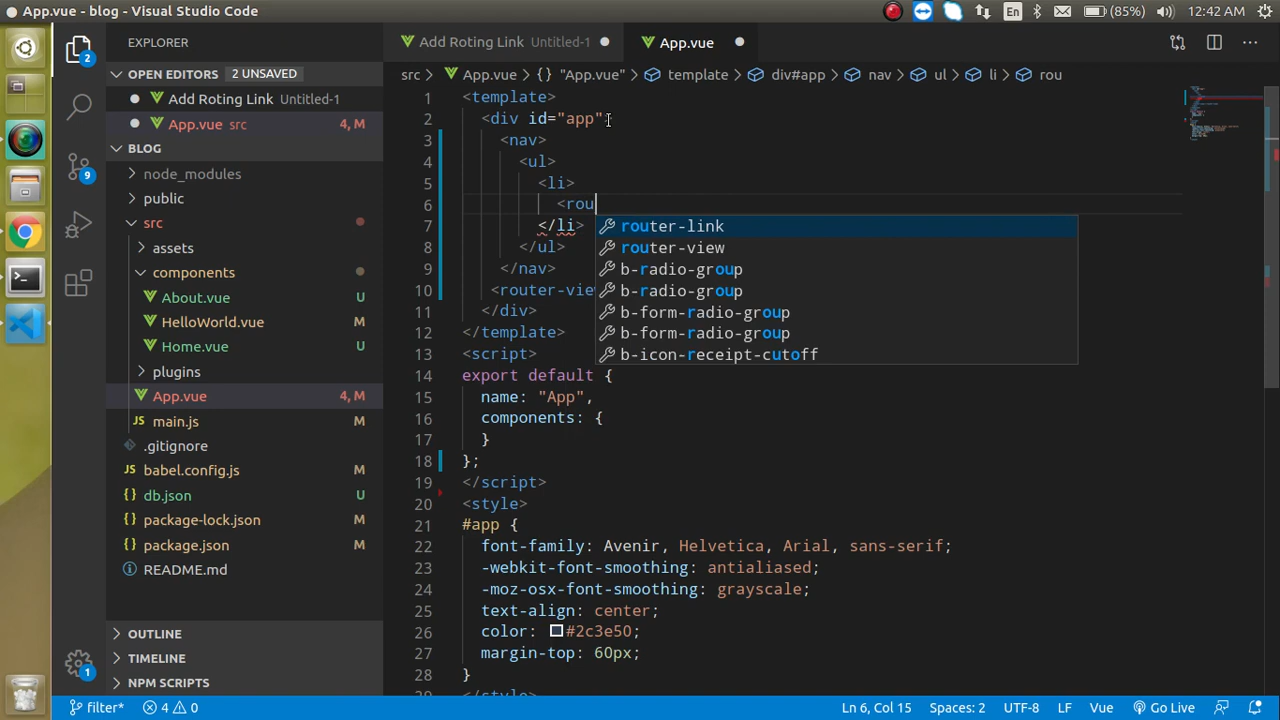 App.vue - blog - Visual Studio Code
En
(85%)
12:42 AM
EXPLORER
OPEN EDITORS
2 UNSAVED
Add Roting Link Untitled-1
App.vue src
4, M
BLOG
node_modules
public
src
assets
components
About.vue
U
HelloWorld.vue
M
Home.vue
U
plugins
App.vue
4, M
main.js
M
.gitignore
babel.config.js
M
db.json
U
package-lock.json
M
package.json
M
README.md
OUTLINE
TIMELINE
NPM SCRIPTS
2
9
1
Add Roting Link Untitled-1
App.vue
src > App.vue > {} "App.vue" > template > div#app > nav > ul > li > rou
1 <template>
2 <div id="app":
3 <nav>
4 <ul>
5 <li>
6 <rou
7 </li>
8 </ul>
9 </nav>
10 <router-view
11 </div>
12 </template>
13 <script>
14 export default {
15 name: "App",
16 components: {
17 }
18 };
19 </script>
20 <style>
21 #app {
22 font-family: Avenir, Helvetica, Arial, sans-serif;
23 -webkit-font-smoothing: antialiased;
24 -moz-osx-font-smoothing: grayscale;
25 text-align: center;
26 color: #2c3e50;
27 margin-top: 60px;
28 }
29 </style>
router-link
router-view
b-radio-group
b-radio-group
b-form-radio-group
b-form-radio-group
b-icon-receipt-cutoff
filter*
4
0
Ln 6, Col 15
Spaces: 2
UTF-8
LF
Vue
Go Live